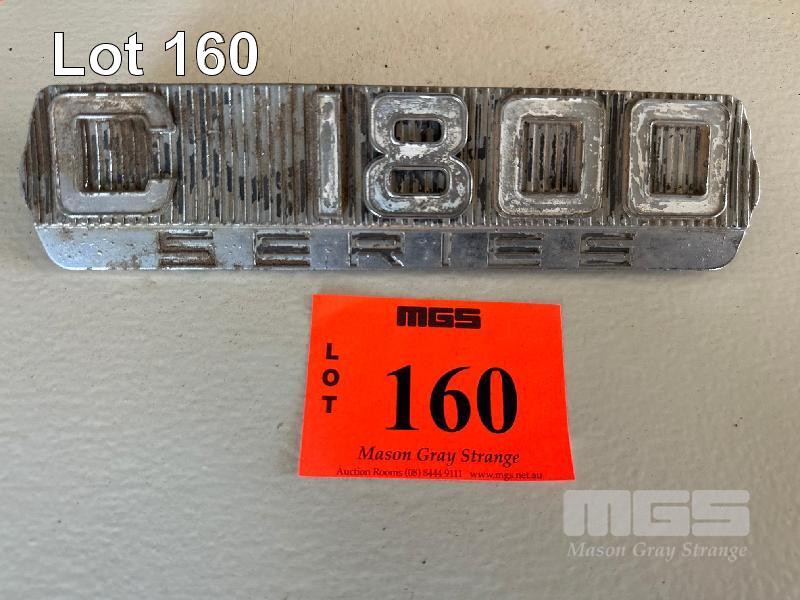 Lot 160
C 1800
SERIES
MGS
LOT
160
Mason Gray Strange
Auction Rooms (08) 8444 9111 www.mgs.net.au
MGS
Mason Gray Strange